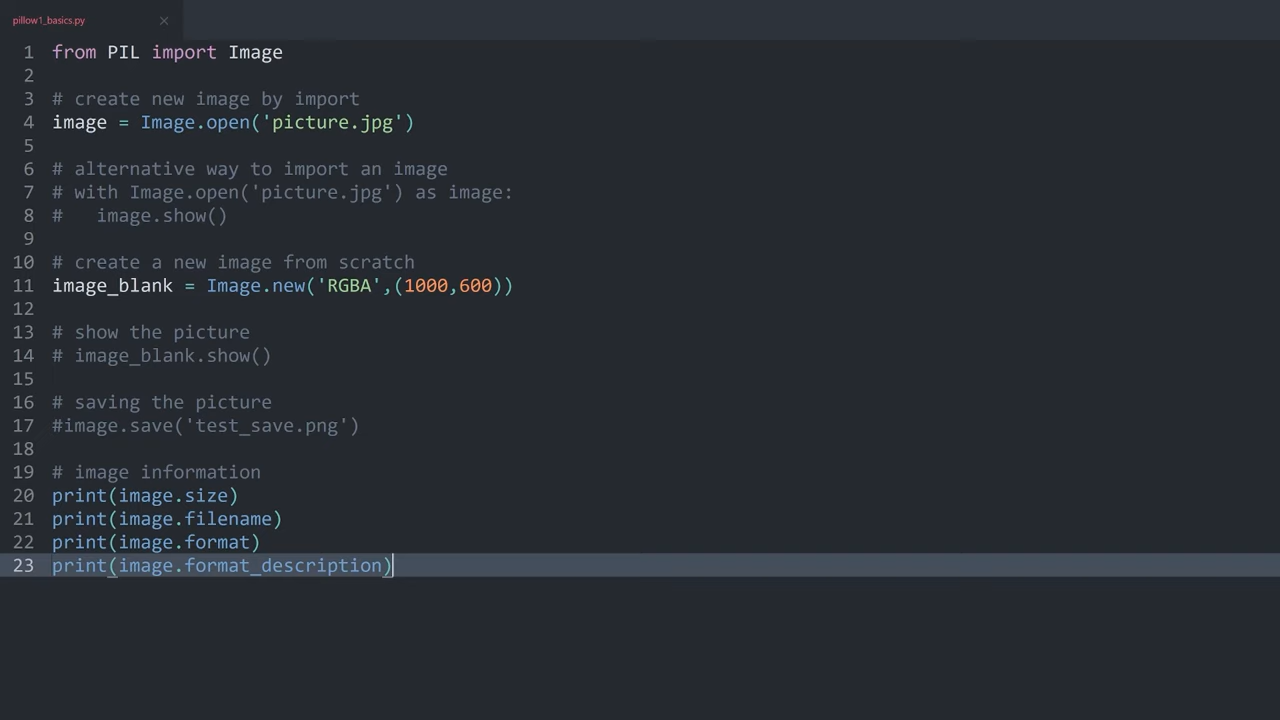 pillow1_basics.py ×
1 from PIL import Image
2
3 # create new image by import
4 image = Image.open('picture.jpg')
5
6 # alternative way to import an image
7 # with Image.open('picture.jpg') as image:
8 #   image.show()
9
10 # create a new image from scratch
11 image_blank = Image.new('RGBA',(1000,600))
12
13 # show the picture
14 # image_blank.show()
15
16 # saving the picture
17 #image.save('test_save.png')
18
19 # image information
20 print(image.size)
21 print(image.filename)
22 print(image.format)
23 print(image.format_description)